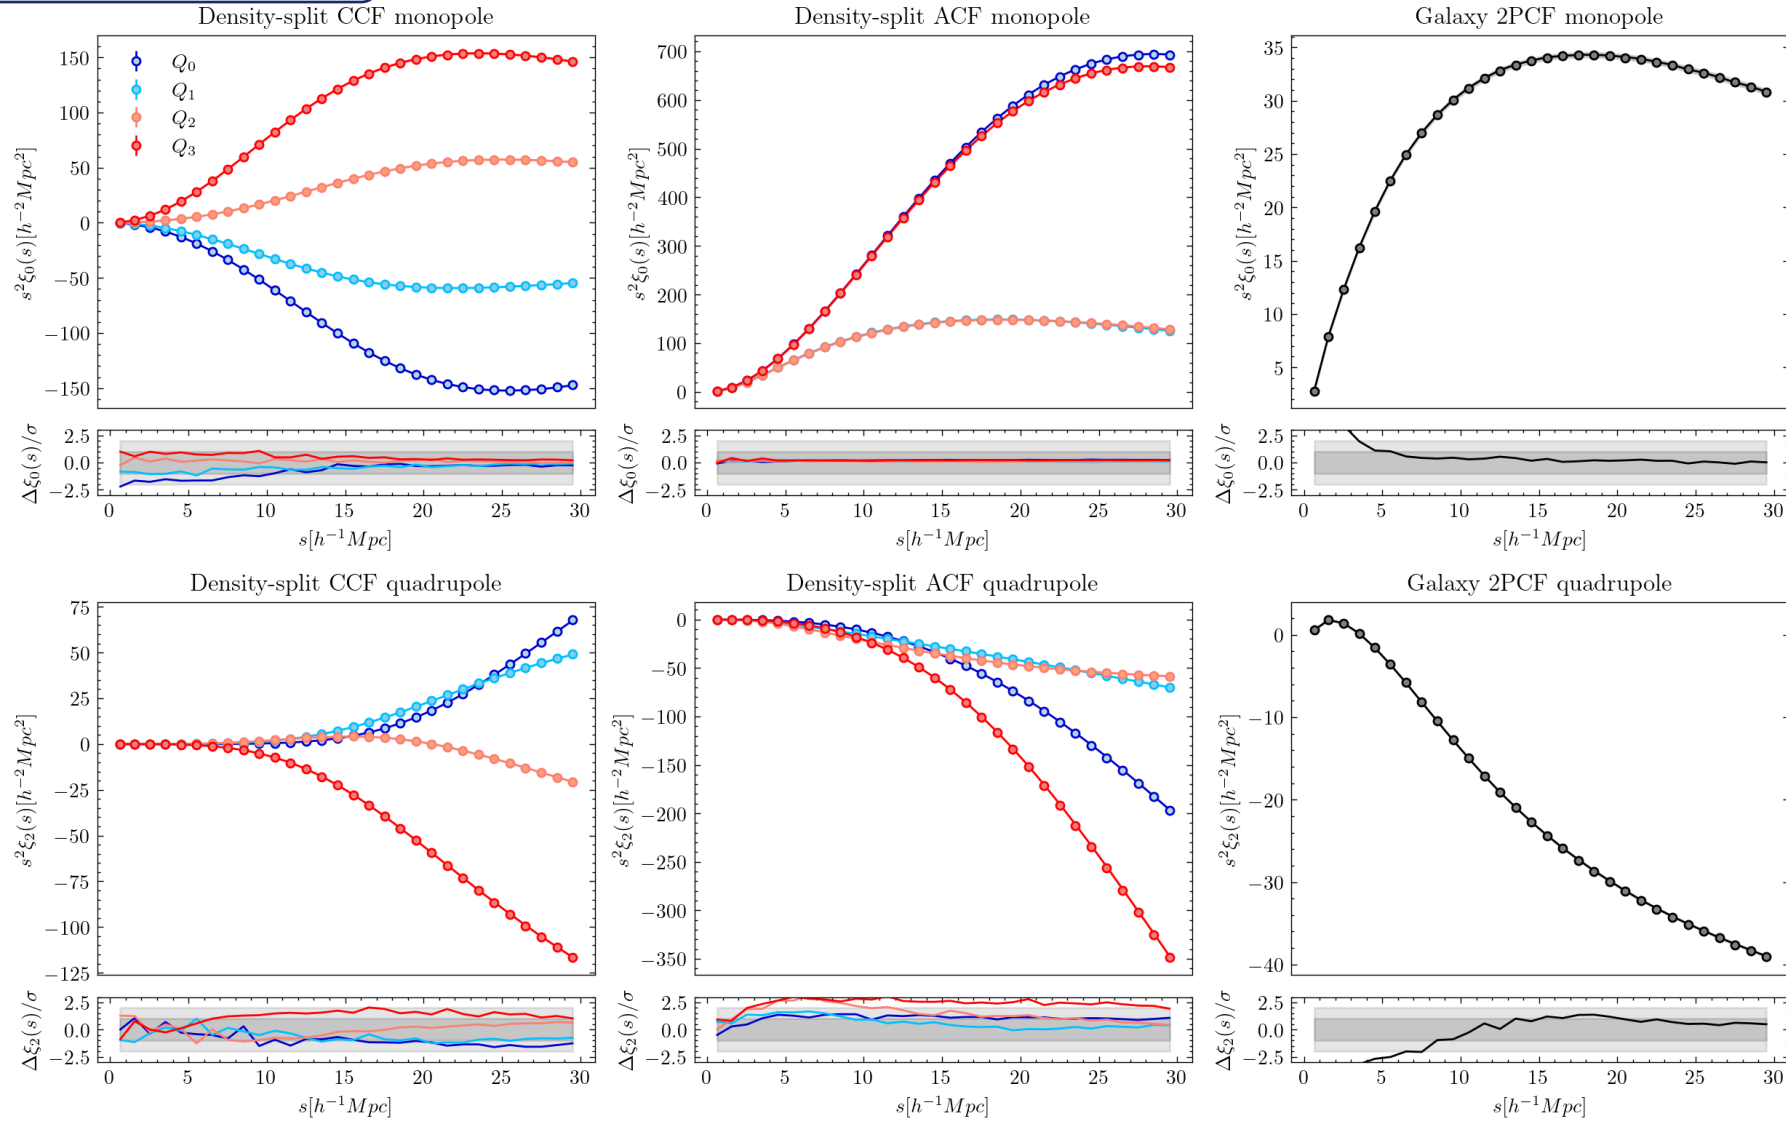 Density-split CCF monopole
Density-split ACF monopole
Galaxy 2PCF monopole
Q₀
Q₁
Q₂
Q₃
s²ξ₀(s)[h⁻²Mpc²]
150
100
50
0
−50
−100
−150
s²ξ₀(s)[h⁻²Mpc²]
700
600
500
400
300
200
100
0
s²ξ₀(s)[h⁻²Mpc²]
35
30
25
20
15
10
5
Δξ₀(s)/σ
2.5
0.0
−2.5
0 5 10 15 20 25 30
s[h⁻¹Mpc]
Δξ₀(s)/σ
2.5
0.0
−2.5
0 5 10 15 20 25 30
s[h⁻¹Mpc]
Δξ₀(s)/σ
2.5
0.0
−2.5
0 5 10 15 20 25 30
s[h⁻¹Mpc]
Density-split CCF quadrupole
Density-split ACF quadrupole
Galaxy 2PCF quadrupole
s²ξ₂(s)[h⁻²Mpc²]
75
50
25
0
−25
−50
−75
−100
−125
s²ξ₂(s)[h⁻²Mpc²]
0
−50
−100
−150
−200
−250
−300
−350
s²ξ₂(s)[h⁻²Mpc²]
0
−10
−20
−30
−40
Δξ₂(s)/σ
2.5
0.0
−2.5
0 5 10 15 20 25 30
s[h⁻¹Mpc]
Δξ₂(s)/σ
2.5
0.0
−2.5
0 5 10 15 20 25 30
s[h⁻¹Mpc]
Δξ₂(s)/σ
2.5
0.0
−2.5
0 5 10 15 20 25 30
s[h⁻¹Mpc]